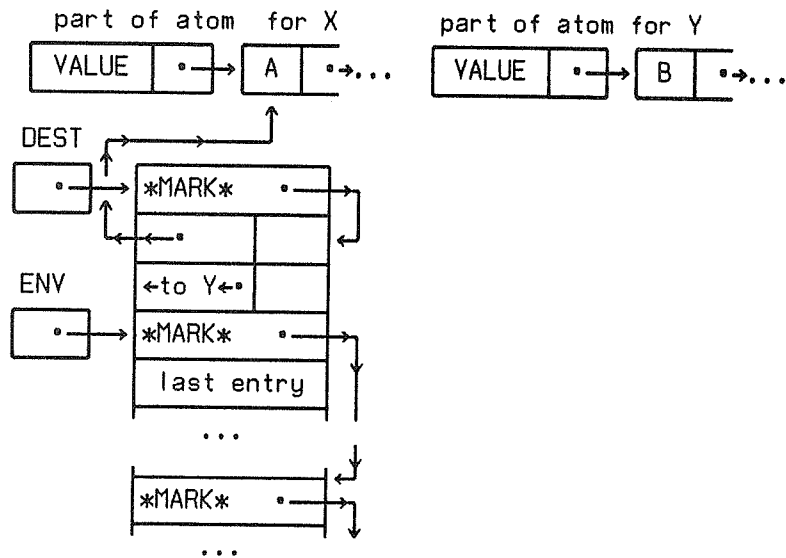 part of atom for X
part of atom for Y
VALUE A ...
VALUE B ...
DEST
*MARK*
ENV
←to Y←
*MARK*
last entry
...
*MARK*
...